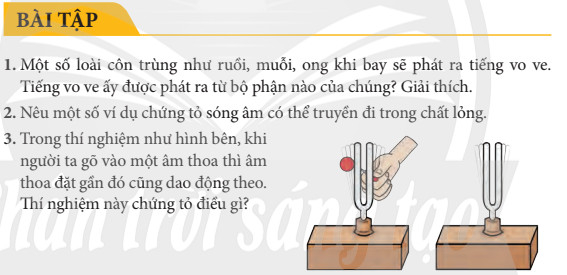 BÀI TẬP
1. Một số loài côn trùng như ruồi, muỗi, ong khi bay sẽ phát ra tiếng vo ve.
Tiếng vo ve ấy được phát ra từ bộ phận nào của chúng? Giải thích.
2. Nêu một số ví dụ chứng tỏ sóng âm có thể truyền đi trong chất lỏng.
3. Trong thí nghiệm như hình bên, khi
người ta gõ vào một âm thoa thì âm
thoa đặt gần đó cũng dao động theo.
Thí nghiệm này chứng tỏ điều gì?
Chân trời sáng tạo